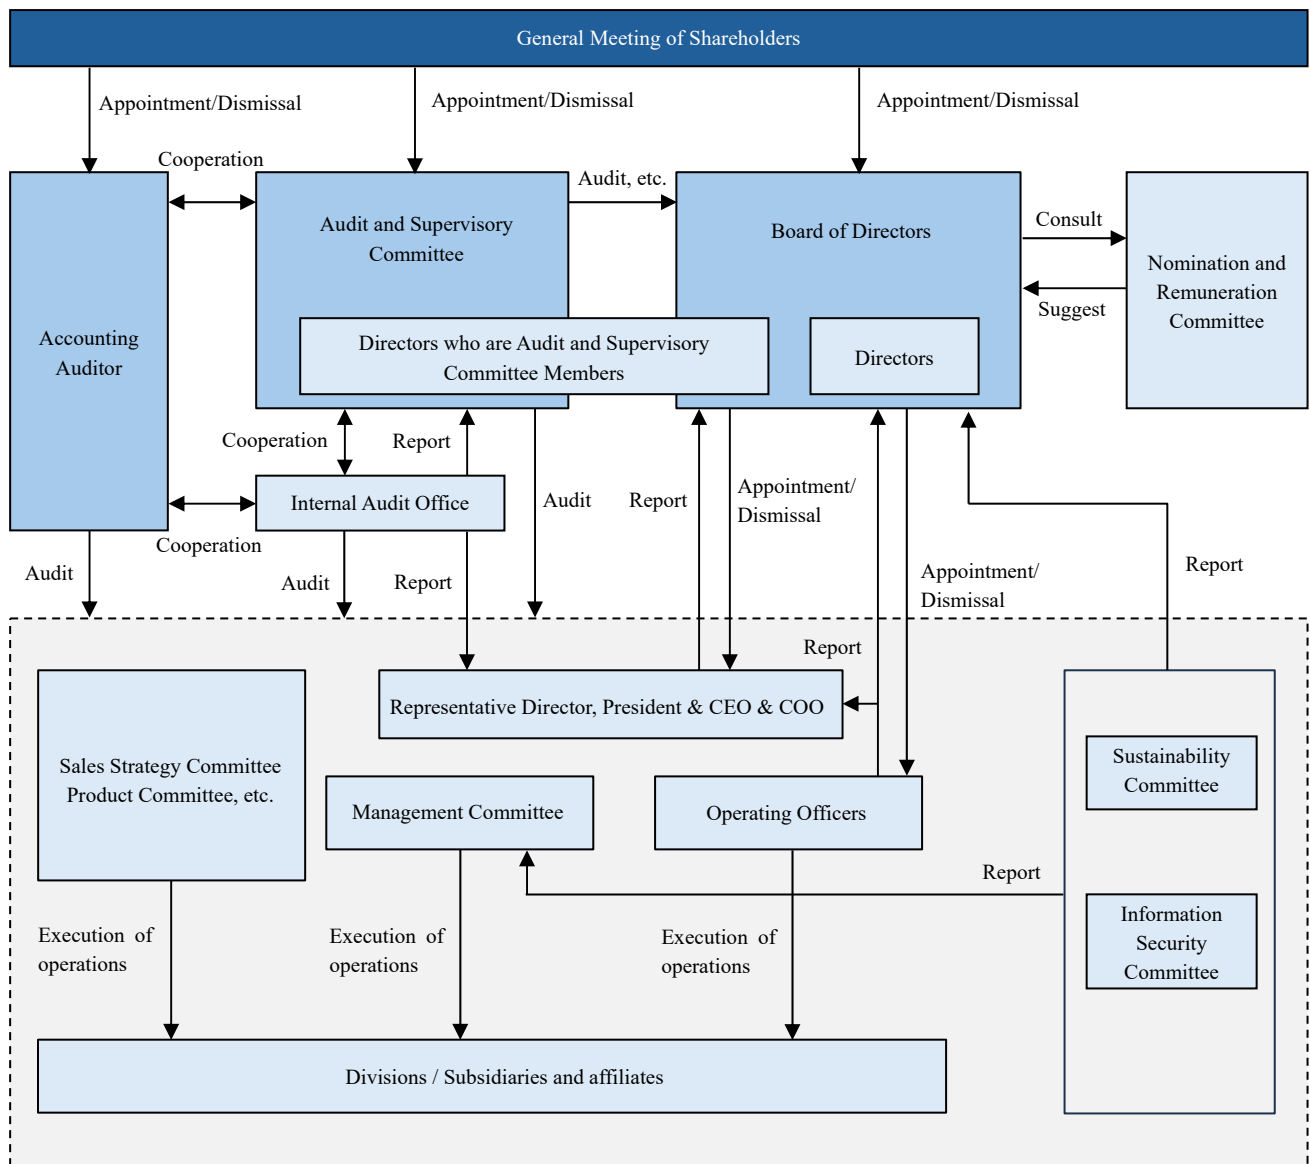 General Meeting of Shareholders
Appointment/Dismissal
Appointment/Dismissal
Appointment/Dismissal
Cooperation
Audit, etc.
Audit and Supervisory
Committee
Board of Directors
Consult
Nomination and
Remuneration
Committee
Suggest
Accounting
Auditor
Directors who are Audit and Supervisory
Committee Members
Directors
Cooperation
Report
Internal Audit Office
Cooperation
Audit
Report
Appointment/
Dismissal
Audit
Audit
Report
Appointment/
Dismissal
Report
Report
Representative Director, President & CEO & COO
Sales Strategy Committee
Product Committee, etc.
Management Committee
Operating Officers
Sustainability
Committee
Report
Information
Security
Committee
Execution of
operations
Execution of
operations
Execution of
operations
Divisions / Subsidiaries and affiliates